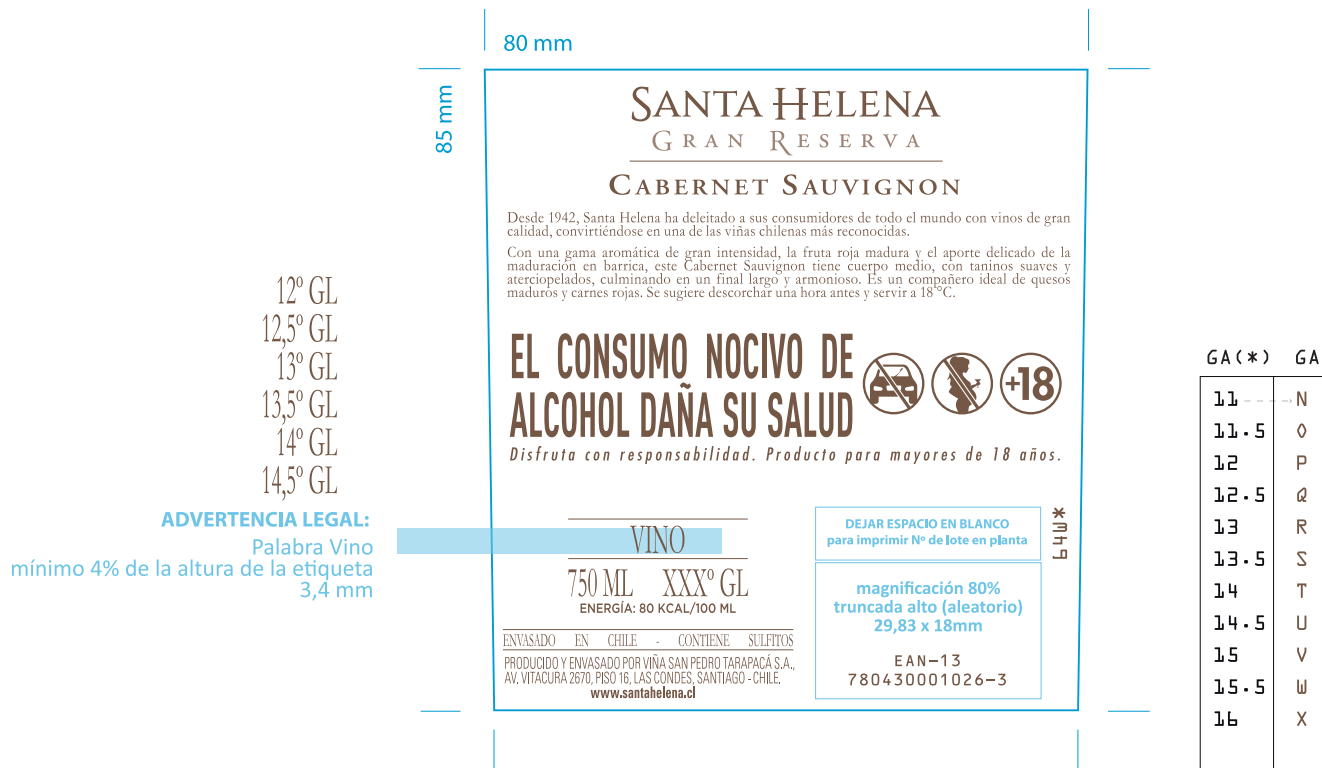 80 mm
85 mm
SANTA HELENA
GRAN RESERVA
CABERNET SAUVIGNON
Desde 1942, Santa Helena ha deleitado a sus consumidores de todo el mundo con vinos de gran
calidad, convirtiéndose en una de las viñas chilenas más reconocidas.
Con una gama aromática de gran intensidad, la fruta roja madura y el aporte delicado de la
maduración en barrica, este Cabernet Sauvignon tiene cuerpo medio, con taninos suaves y
aterciopelados, culminando en un final largo y armonioso. Es un compañero ideal de quesos
maduros y carnes rojas. Se sugiere descorchar una hora antes y servir a 18 °C.
EL CONSUMO NOCIVO DE
ALCOHOL DAÑA SU SALUD
+18
Disfruta con responsabilidad. Producto para mayores de 18 años.
12º GL
12,5º GL
13º GL
13,5º GL
14º GL
14,5º GL
ADVERTENCIA LEGAL:
Palabra Vino
mínimo 4% de la altura de la etiqueta
3,4 mm
VINO
750 ML XXXº GL
ENERGÍA: 80 KCAL/100 ML
ENVASADO EN CHILE - CONTIENE SULFITOS
PRODUCIDO Y ENVASADO POR VIÑA SAN PEDRO TARAPACÁ S.A.,
AV. VITACURA 2670, PISO 16, LAS CONDES, SANTIAGO - CHILE.
www.santahelena.cl
DEJAR ESPACIO EN BLANCO
para imprimir Nº de lote en planta
magnificación 80%
truncada alto (aleatorio)
29,83 x 18mm
EAN-13
780430001026-3
GA(*) GA
11 N
11.5 O
12 P
12.5 Q
13 R
13.5 S
14 T
14.5 U
15 V
15.5 W
16 X